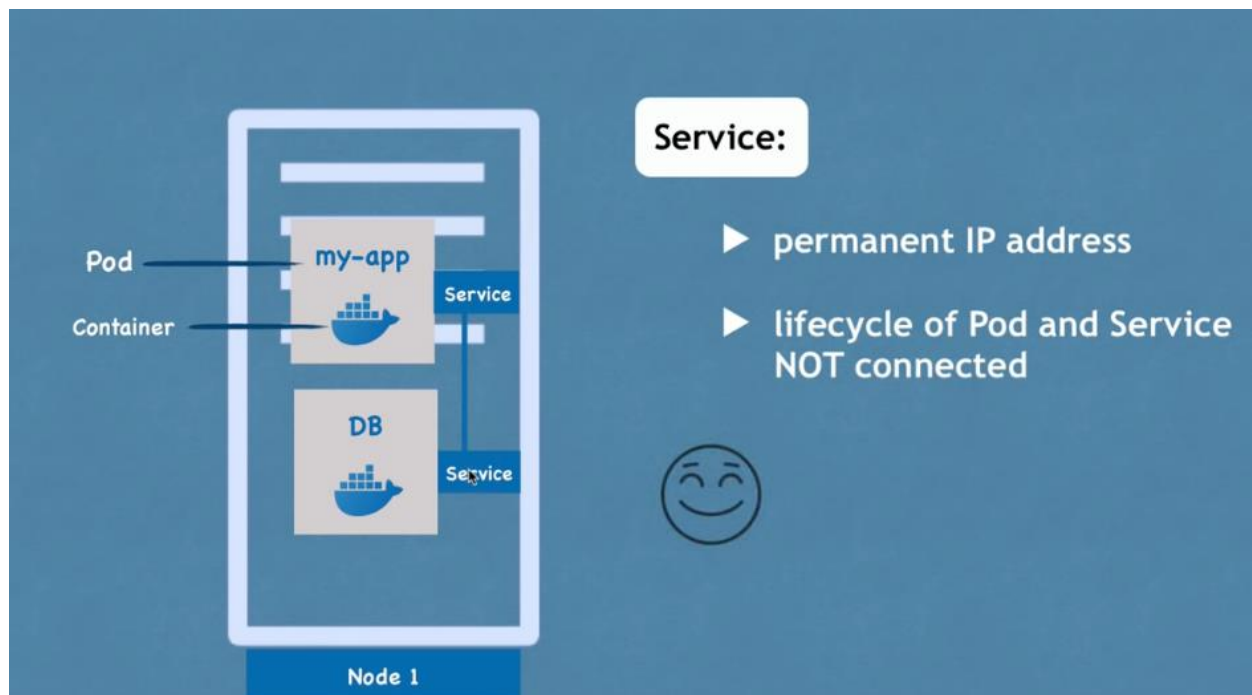 Service:
permanent IP address
lifecycle of Pod and Service
NOT connected
Pod
my-app
Service
Container
DB
Service
Node 1